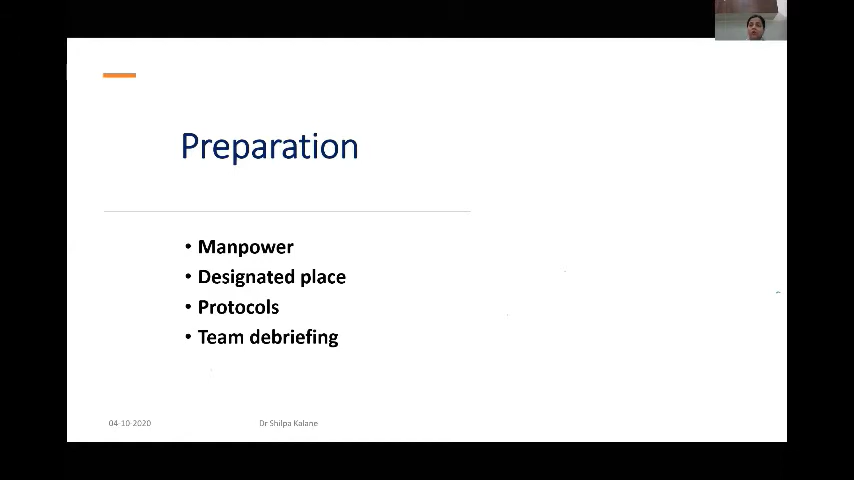 Preparation
• Manpower
• Designated place
• Protocols
• Team debriefing
04-10-2020
Dr Shilpa Kalane